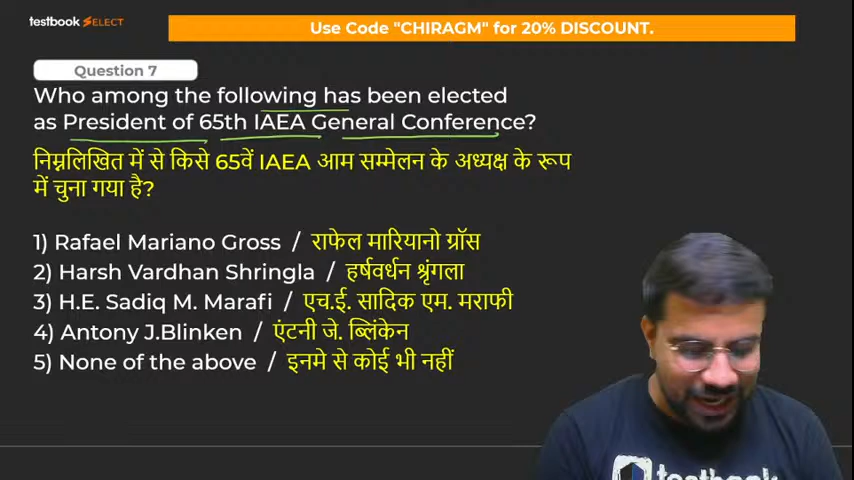 testbook SELECT
Use Code "CHIRAGM" for 20% DISCOUNT.
Question 7
Who among the following has been elected
as President of 65th IAEA General Conference?
निम्नलिखित में से किसे 65वें IAEA आम सम्मेलन के अध्यक्ष के रूप
में चुना गया है?
1) Rafael Mariano Gross / राफेल मारियानो ग्रॉस
2) Harsh Vardhan Shringla / हर्षवर्धन श्रृंगला
3) H.E. Sadiq M. Marafi / एच.ई. सादिक एम. मराफी
4) Antony J.Blinken / एंटनी जे. ब्लिंकेन
5) None of the above / इनमे से कोई भी नहीं
testbook